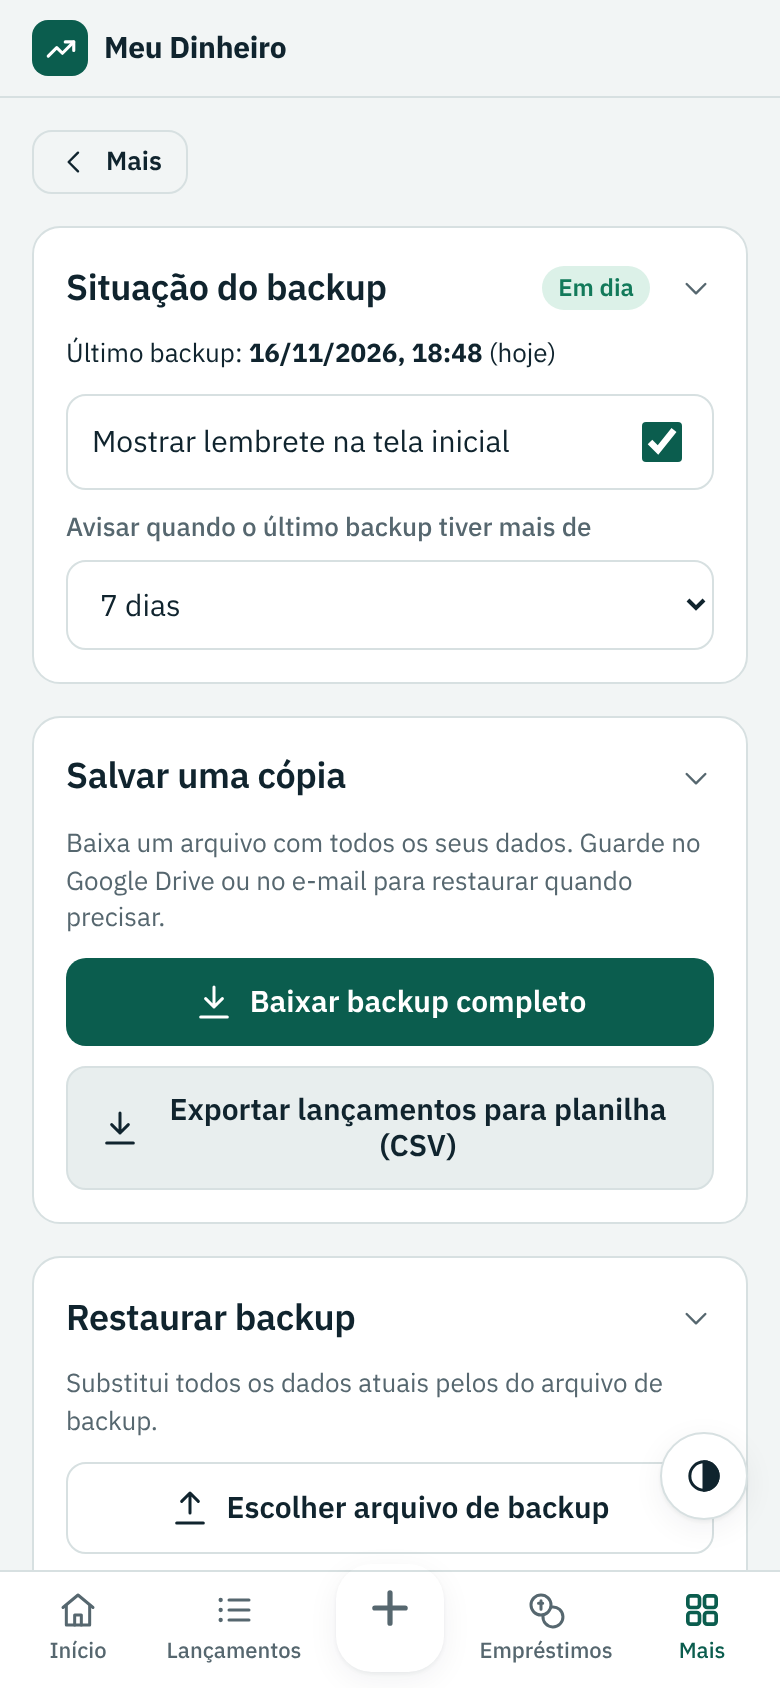 Meu Dinheiro
Mais
Situação do backup
Em dia
Último backup: 16/11/2026, 18:48 (hoje)
Mostrar lembrete na tela inicial
Avisar quando o último backup tiver mais de
7 dias
Salvar uma cópia
Baixa um arquivo com todos os seus dados. Guarde no
Google Drive ou no e-mail para restaurar quando
precisar.
Baixar backup completo
Exportar lançamentos para planilha
(CSV)
Restaurar backup
Substitui todos os dados atuais pelos do arquivo de
backup.
Escolher arquivo de backup
Início
Lançamentos
Empréstimos
Mais